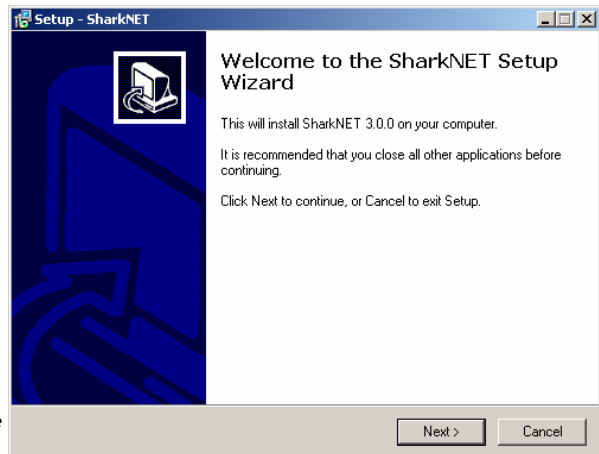 Setup - SharkNET
Welcome to the SharkNET Setup
Wizard
This will install SharkNET 3.0.0 on your computer.
It is recommended that you close all other applications before
continuing.
Click Next to continue, or Cancel to exit Setup.
Next >
Cancel